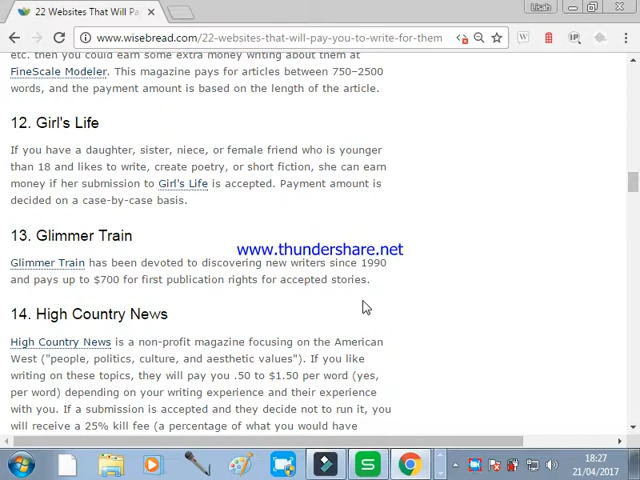 22 Websites That Will Pa
Lisah
www.wisebread.com/22-websites-that-will-pay-you-to-write-for-them
etc. then you could earn some extra money writing about them at
FineScale Modeler. This magazine pays for articles between 750–2500
words, and the payment amount is based on the length of the article.
12. Girl's Life
If you have a daughter, sister, niece, or female friend who is younger
than 18 and likes to write, create poetry, or short fiction, she can earn
money if her submission to Girl's Life is accepted. Payment amount is
decided on a case-by-case basis.
13. Glimmer Train
www.thundershare.net
Glimmer Train has been devoted to discovering new writers since 1990
and pays up to $700 for first publication rights for accepted stories.
14. High Country News
High Country News is a non-profit magazine focusing on the American
West ("people, politics, culture, and aesthetic values"). If you like
writing on these topics, they will pay you .50 to $1.50 per word (yes,
per word) depending on your writing experience and their experience
with you. If a submission is accepted and they decide not to run it, you
will receive a 25% kill fee (a percentage of what you would have
18:27
21/04/2017